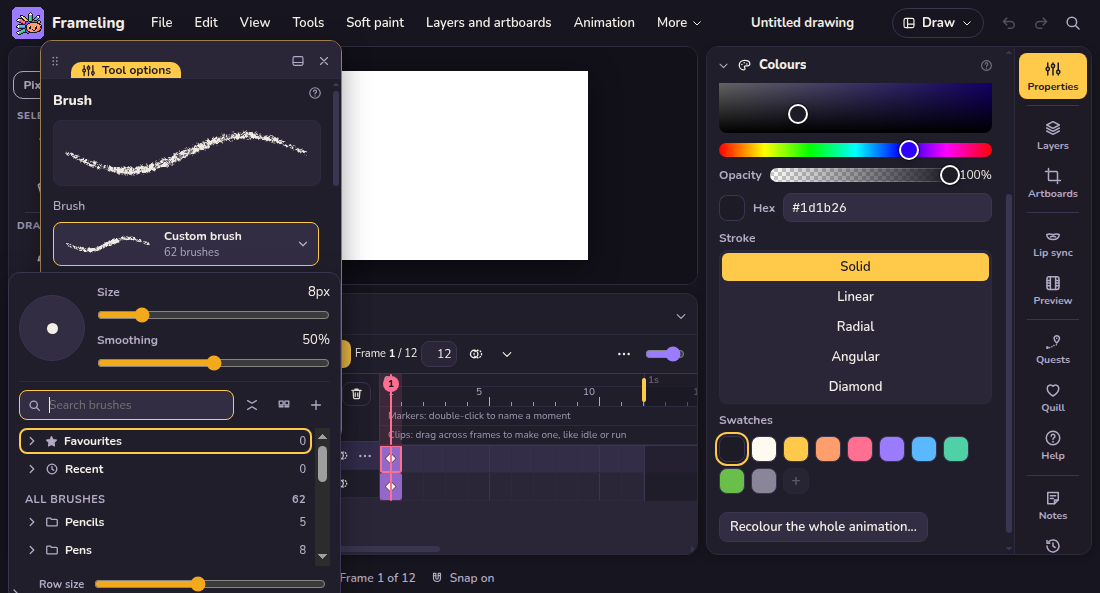 Frameling
File Edit View Tools Soft paint Layers and artboards Animation More
Untitled drawing
Draw
Tool options
Brush
Brush
Custom brush
62 brushes
Size 8px
Smoothing 50%
Search brushes
Favourites 0
Recent 0
ALL BRUSHES 62
Pencils 5
Pens 8
Row size
Frame 1 / 12 12
1 5 10 1s
Markers: double-click to name a moment
Clips: drag across frames to make one, like idle or run
Frame 1 of 12 Snap on
Colours
Opacity 100%
Hex #1d1b26
Stroke
Solid
Linear
Radial
Angular
Diamond
Swatches
Recolour the whole animation...
Properties
Layers
Artboards
Lip sync
Preview
Quests
Quill
Help
Notes